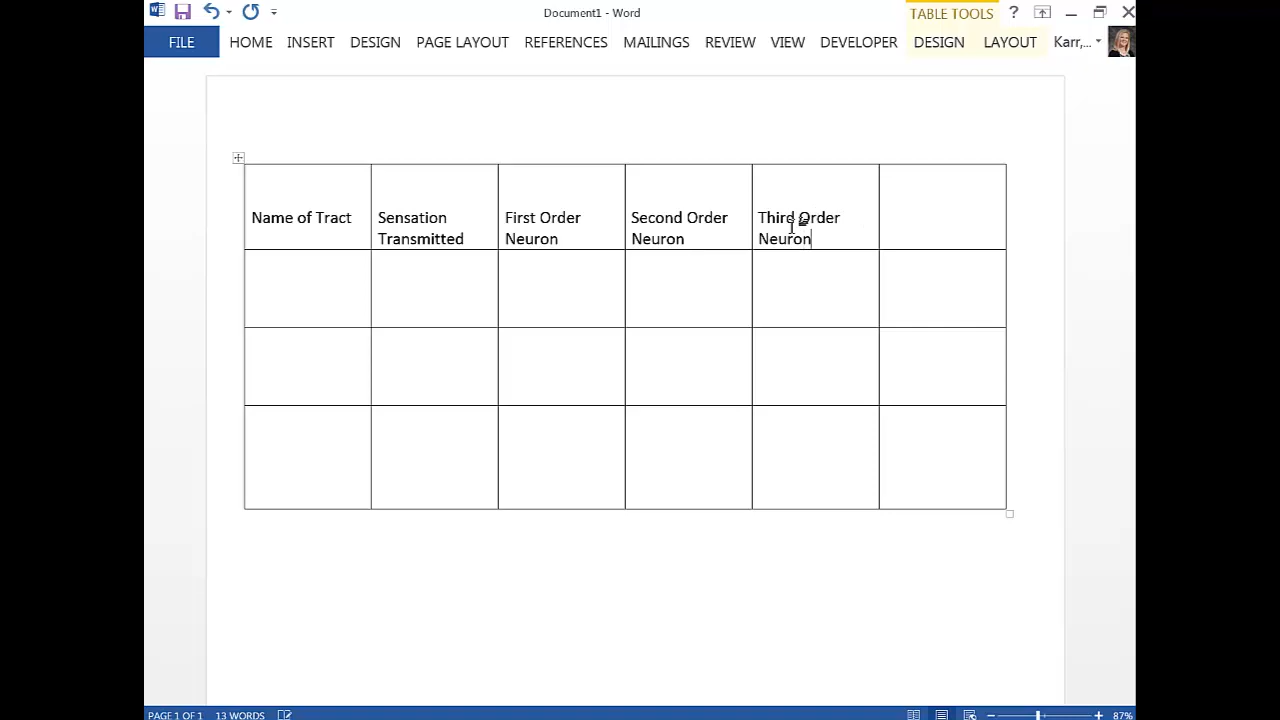 Document1 - Word
TABLE TOOLS
?
FILE
HOME
INSERT
DESIGN
PAGE LAYOUT
REFERENCES
MAILINGS
REVIEW
VIEW
DEVELOPER
DESIGN
LAYOUT
Karr,...
Name of Tract
Sensation
Transmitted
First Order
Neuron
Second Order
Neuron
Third Order
Neuron
PAGE 1 OF 1
13 WORDS
87%